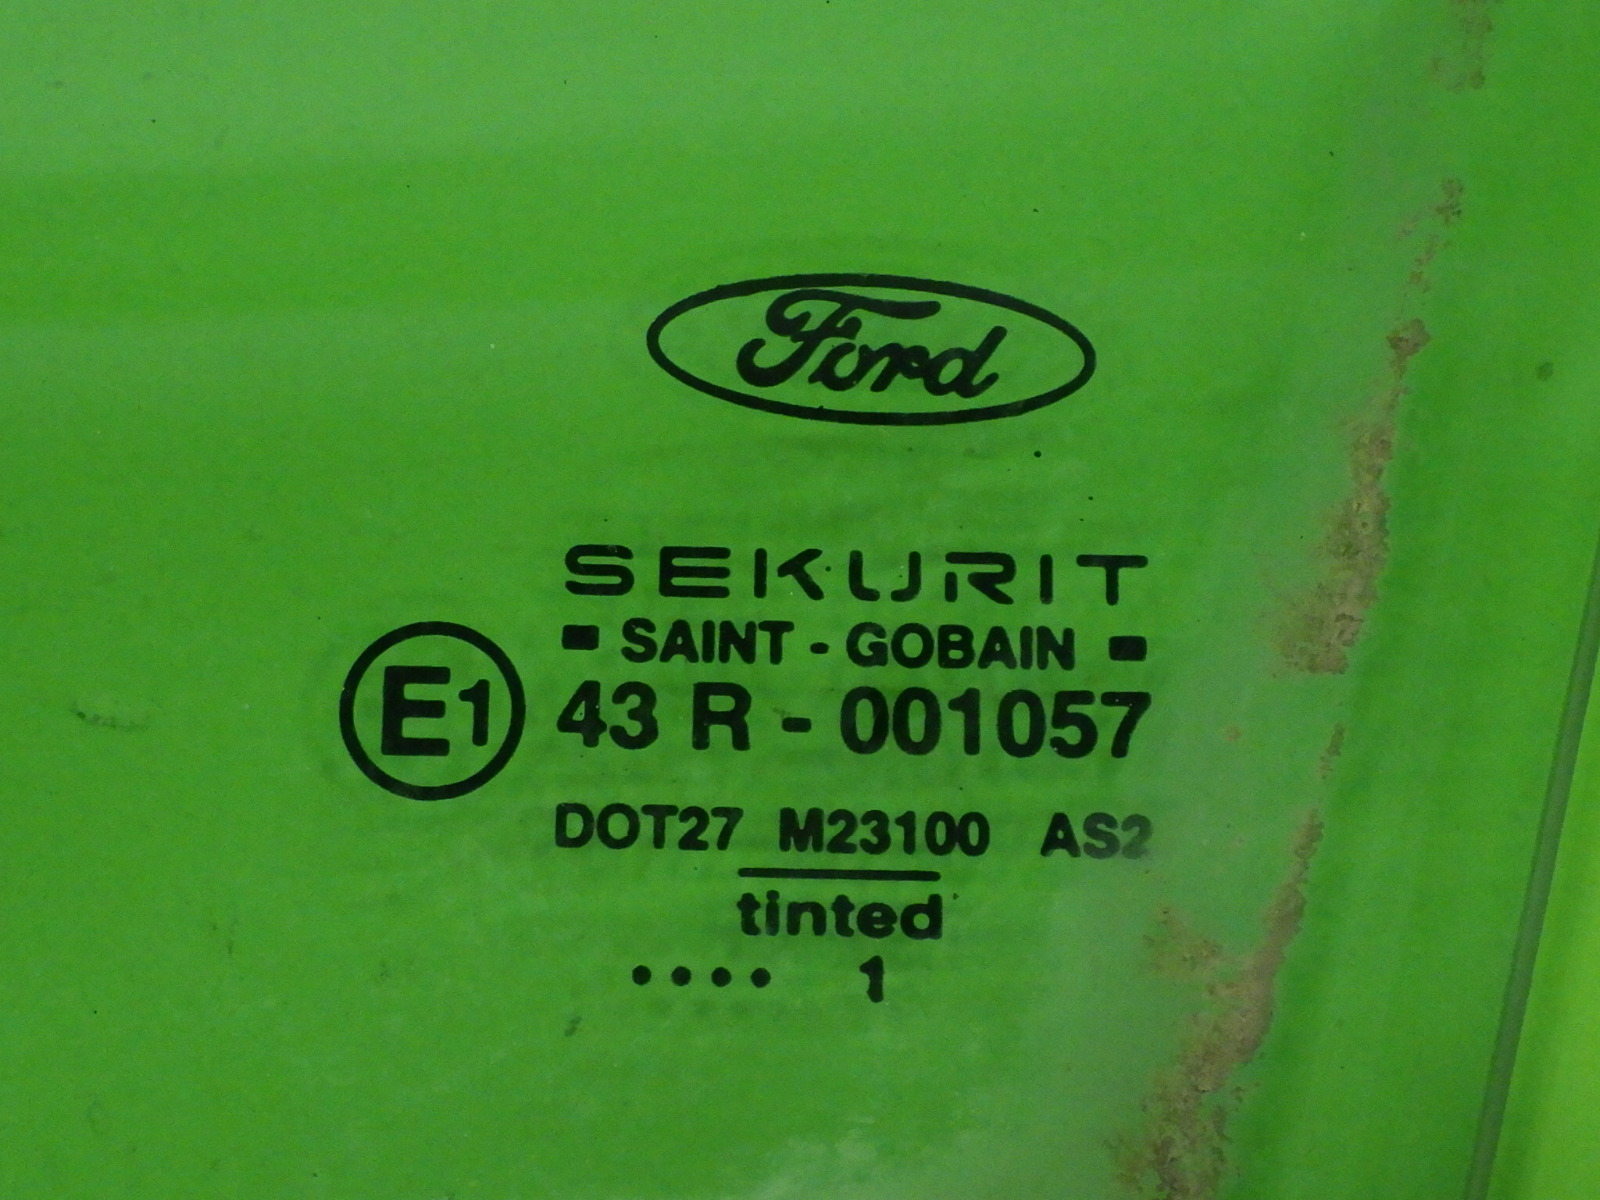 Ford
SEKURIT
SAINT - GOBAIN
E1 43 R - 001057
DOT27 M23100 AS2
tinted
.... 1